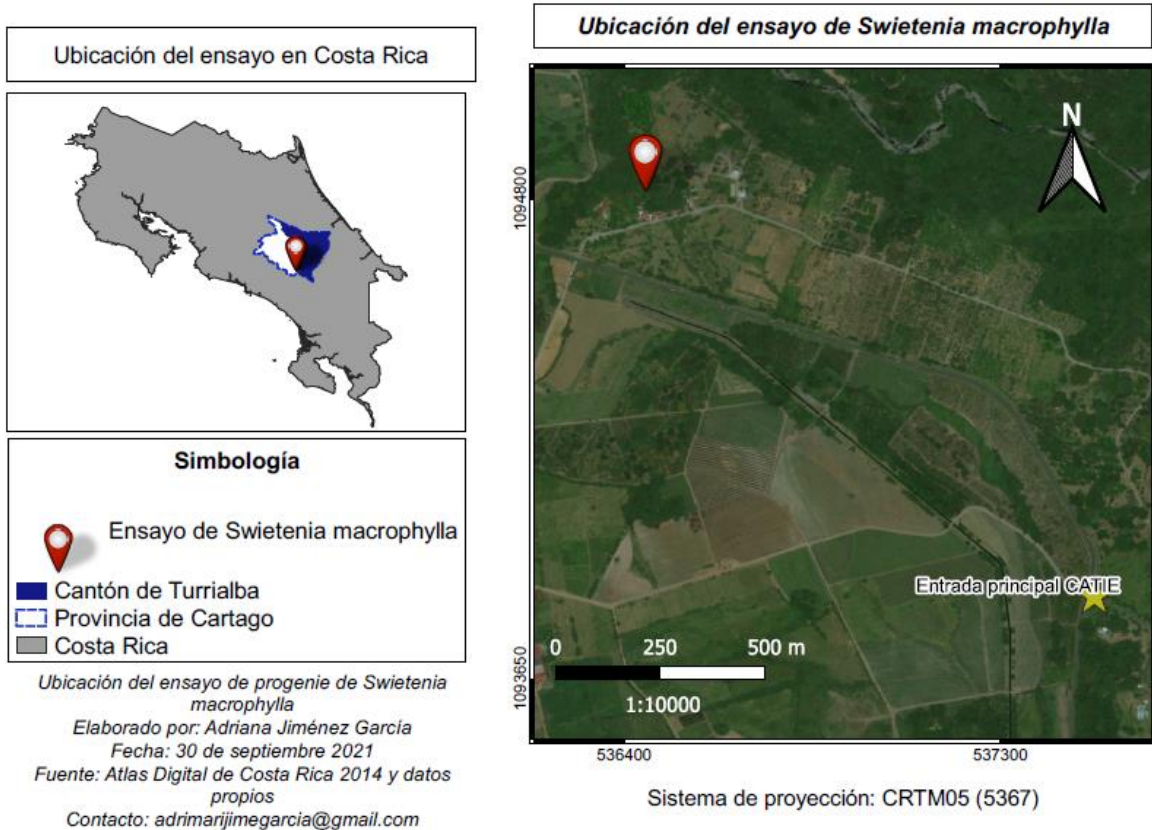 Ubicación del ensayo en Costa Rica
Simbología
Ensayo de Swietenia macrophylla
Cantón de Turrialba
Provincia de Cartago
Costa Rica
Ubicación del ensayo de progenie de Swietenia
macrophylla
Elaborado por: Adriana Jiménez García
Fecha: 30 de septiembre 2021
Fuente: Atlas Digital de Costa Rica 2014 y datos
propios
Contacto: adrimarijimegarcia@gmail.com
Ubicación del ensayo de Swietenia macrophylla
N
1094800
Entrada principal CATIE
0 250 500 m
1:10000
1093650
536400 537300
Sistema de proyección: CRTM05 (5367)